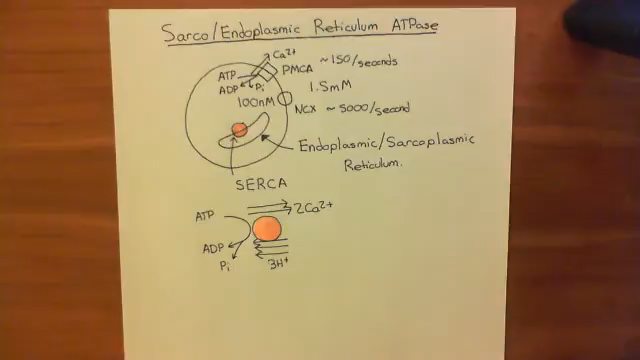 Sarco/Endoplasmic Reticulum ATPase
Ca2+
ATP
PMCA ~150/seconds
ADP
Pi
1.5mM
100nM
NCX ~5000/second
Endoplasmic/Sarcoplasmic
Reticulum.
SERCA
ATP
2Ca2+
ADP
Pi
3H+